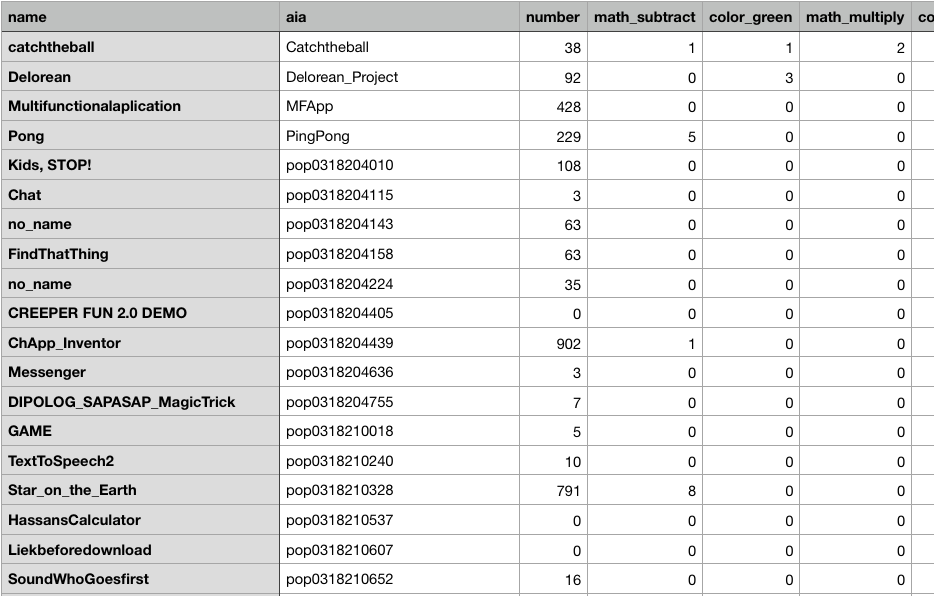 name aia number math_subtract color_green math_multiply co
catchtheball Catchtheball 38 1 1 2
Delorean Delorean_Project 92 0 3 0
Multifunctionalaplication MFApp 428 0 0 0
Pong PingPong 229 5 0 0
Kids, STOP! pop0318204010 108 0 0 0
Chat pop0318204115 3 0 0 0
no_name pop0318204143 63 0 0 0
FindThatThing pop0318204158 63 0 0 0
no_name pop0318204224 35 0 0 0
CREEPER FUN 2.0 DEMO pop0318204405 0 0 0 0
ChApp_Inventor pop0318204439 902 1 0 0
Messenger pop0318204636 3 0 0 0
DIPOLOG_SAPASAP_MagicTrick pop0318204755 7 0 0 0
GAME pop0318210018 5 0 0 0
TextToSpeech2 pop0318210240 10 0 0 0
Star_on_the_Earth pop0318210328 791 8 0 0
HassansCalculator pop0318210537 0 0 0 0
Liekbeforedownload pop0318210607 0 0 0 0
SoundWhoGoesfirst pop0318210652 16 0 0 0